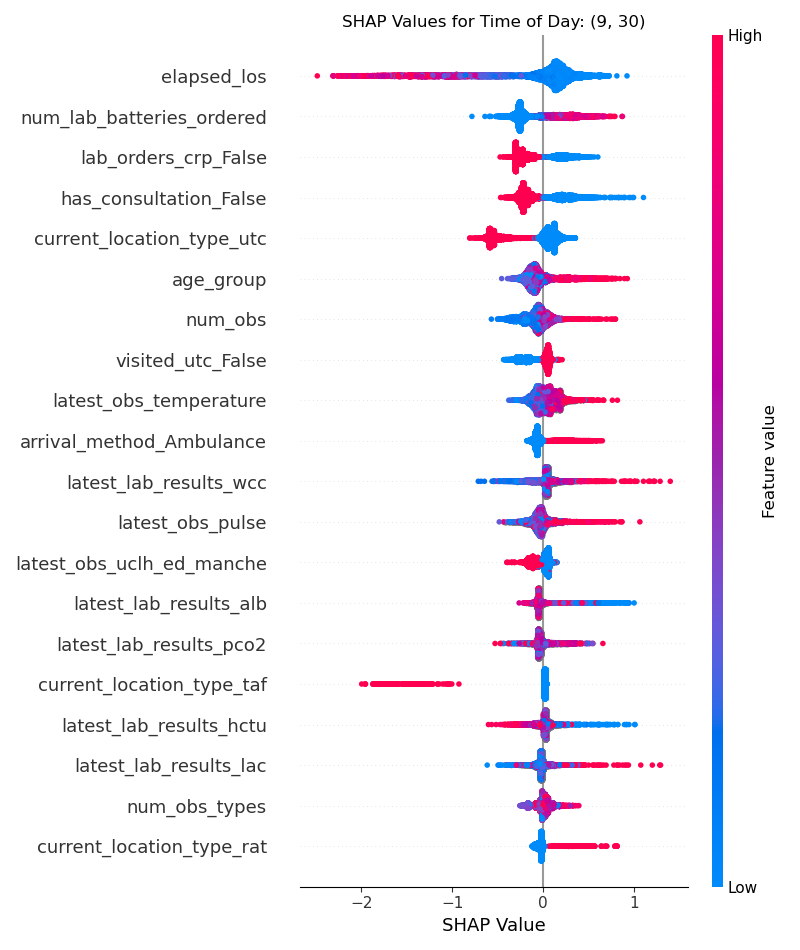 SHAP Values for Time of Day: (9, 30)
High
elapsed_los
num_lab_batteries_ordered
lab_orders_crp_False
has_consultation_False
current_location_type_utc
age_group
num_obs
visited_utc_False
latest_obs_temperature
arrival_method_Ambulance
latest_lab_results_wcc
latest_obs_pulse
latest_obs_uclh_ed_manche
latest_lab_results_alb
latest_lab_results_pco2
current_location_type_taf
latest_lab_results_hctu
latest_lab_results_lac
num_obs_types
current_location_type_rat
Feature value
Low
−2 −1 0 1
SHAP Value